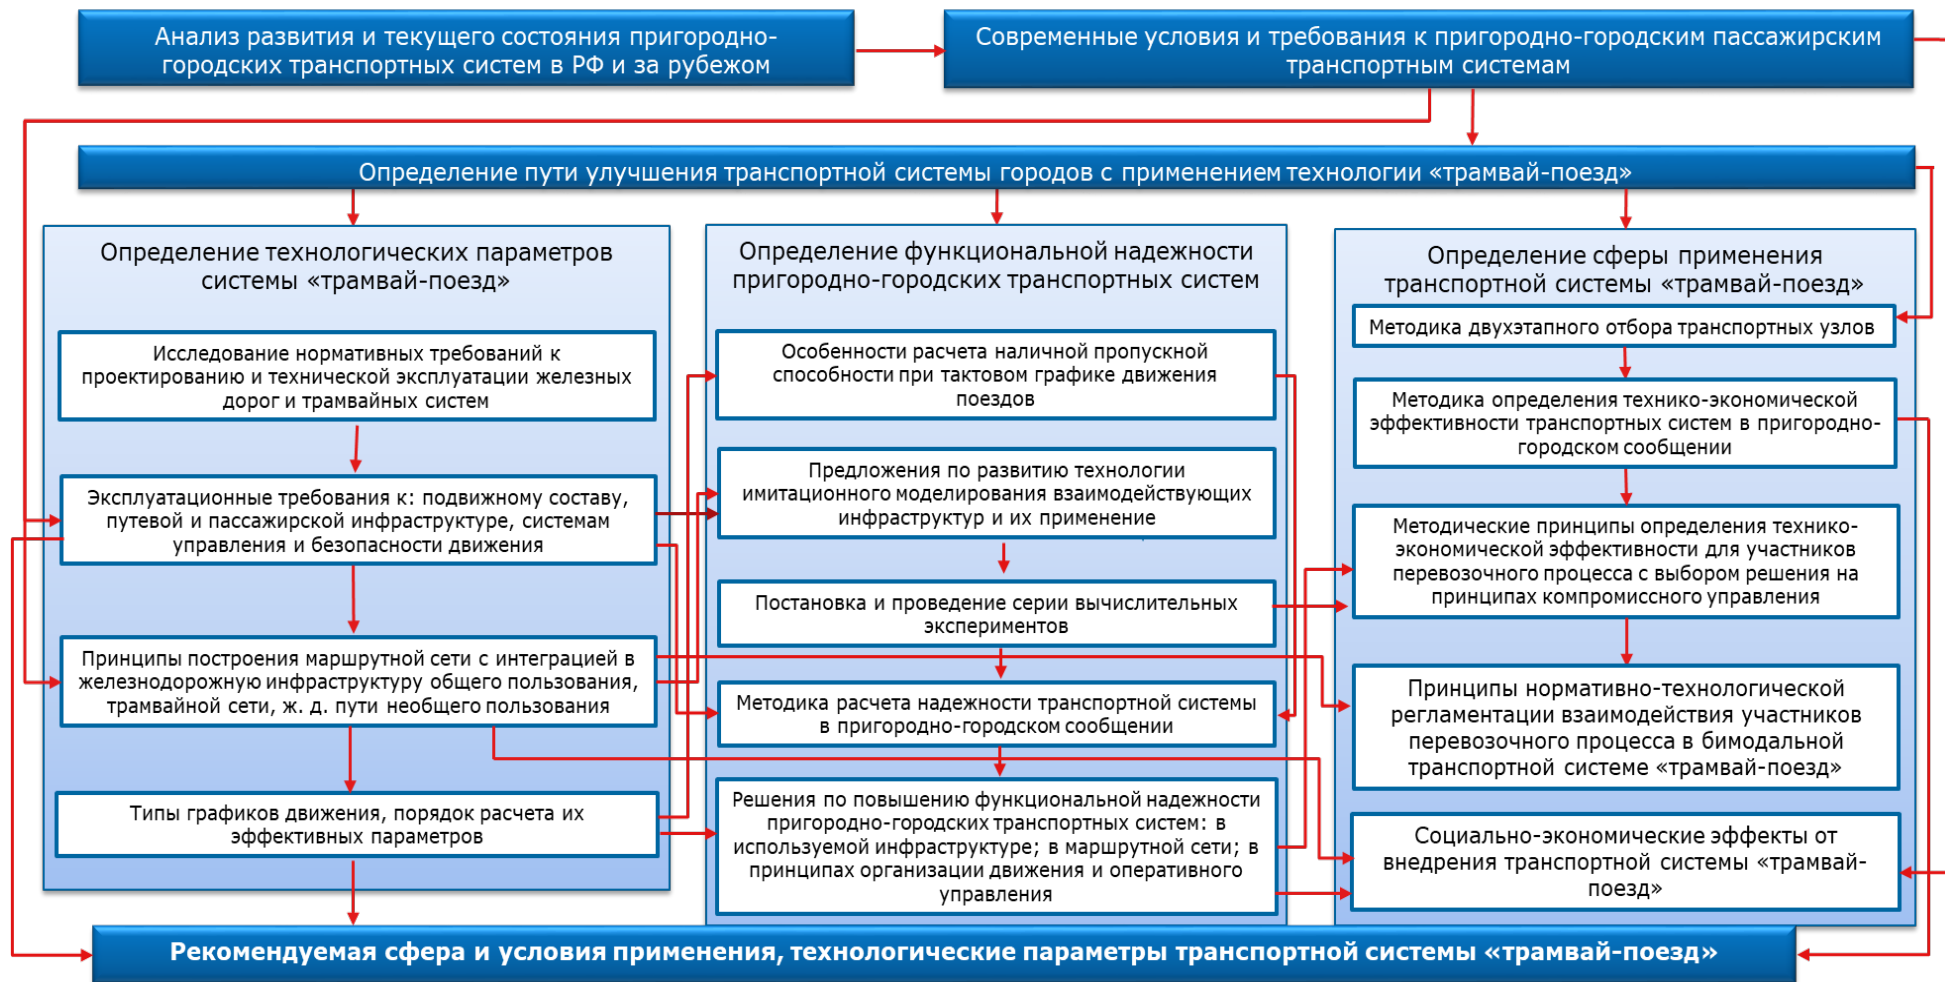 Анализ развития и текущего состояния пригородно-
городских транспортных систем в РФ и за рубежом
Современные условия и требования к пригородно-городским пассажирским
транспортным системам
Определение пути улучшения транспортной системы городов с применением технологии «трамвай-поезд»
Определение технологических параметров
системы «трамвай-поезд»
Исследование нормативных требований к
проектированию и технической эксплуатации железных
дорог и трамвайных систем
Эксплуатационные требования к: подвижному составу,
путевой и пассажирской инфраструктуре, системам
управления и безопасности движения
Принципы построения маршрутной сети с интеграцией в
железнодорожную инфраструктуру общего пользования,
трамвайной сети, ж. д. пути необщего пользования
Типы графиков движения, порядок расчета их
эффективных параметров
Определение функциональной надежности
пригородно-городских транспортных систем
Особенности расчета наличной пропускной
способности при тактовом графике движения
поездов
Предложения по развитию технологии
имитационного моделирования взаимодействующих
инфраструктур и их применение
Постановка и проведение серии вычислительных
экспериментов
Методика расчета надежности транспортной системы
в пригородно-городском сообщении
Решения по повышению функциональной надежности
пригородно-городских транспортных систем: в
используемой инфраструктуре; в маршрутной сети; в
принципах организации движения и оперативного
управления
Определение сферы применения
транспортной системы «трамвай-поезд»
Методика двухэтапного отбора транспортных узлов
Методика определения технико-экономической
эффективности транспортных систем в пригородно-
городском сообщении
Методические принципы определения технико-
экономической эффективности для участников
перевозочного процесса с выбором решения на
принципах компромиссного управления
Принципы нормативно-технологической
регламентации взаимодействия участников
перевозочного процесса в бимодальной
транспортной системе «трамвай-поезд»
Социально-экономические эффекты от
внедрения транспортной системы «трамвай-
поезд»
Рекомендуемая сфера и условия применения, технологические параметры транспортной системы «трамвай-поезд»